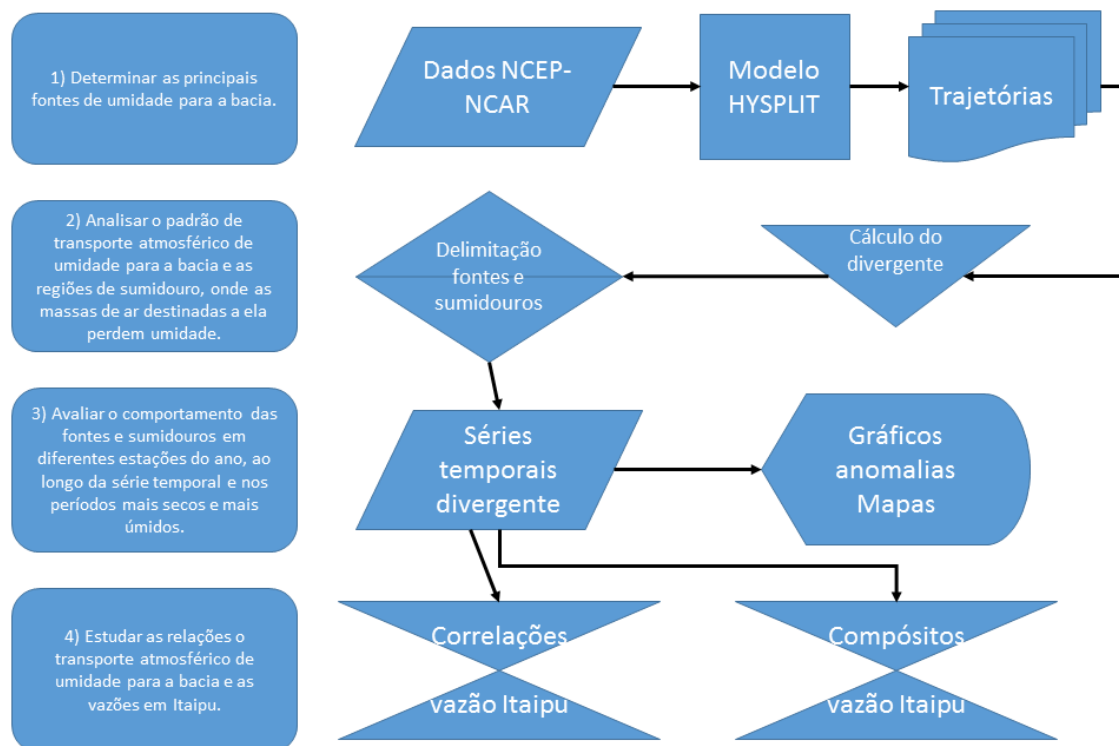 1) Determinar as principais
fontes de umidade para a bacia.
Dados NCEP-
NCAR
Modelo
HYSPLIT
Trajetórias
2) Analisar o padrão de
transporte atmosférico de
umidade para a bacia e as
regiões de sumidouro, onde as
massas de ar destinadas a ela
perdem umidade.
Delimitação
fontes e
sumidouros
Cálculo do
divergente
3) Avaliar o comportamento das
fontes e sumidouros em
diferentes estações do ano, ao
longo da série temporal e nos
períodos mais secos e mais
úmidos.
Séries
temporais
divergente
Gráficos
anomalias
Mapas
4) Estudar as relações o
transporte atmosférico de
umidade para a bacia e as
vazões em Itaipu.
Correlações
vazão Itaipu
Compósitos
vazão Itaipu